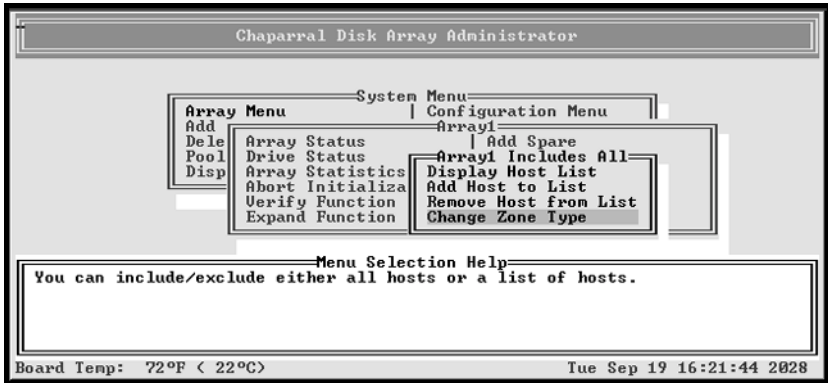 Chaparral Disk Array Administrator
System Menu
Array Menu | Configuration Menu
Add
Array1
Dele
Array Status | Add Spare
Pool
Drive Status
Array1 Includes All
Disp
Array Statistics
Display Host List
Abort Initializa
Add Host to List
Verify Function
Remove Host from List
Expand Function
Change Zone Type
Menu Selection Help
You can include/exclude either all hosts or a list of hosts.
Board Temp: 72ºF ( 22ºC)
Tue Sep 19 16:21:44 2028